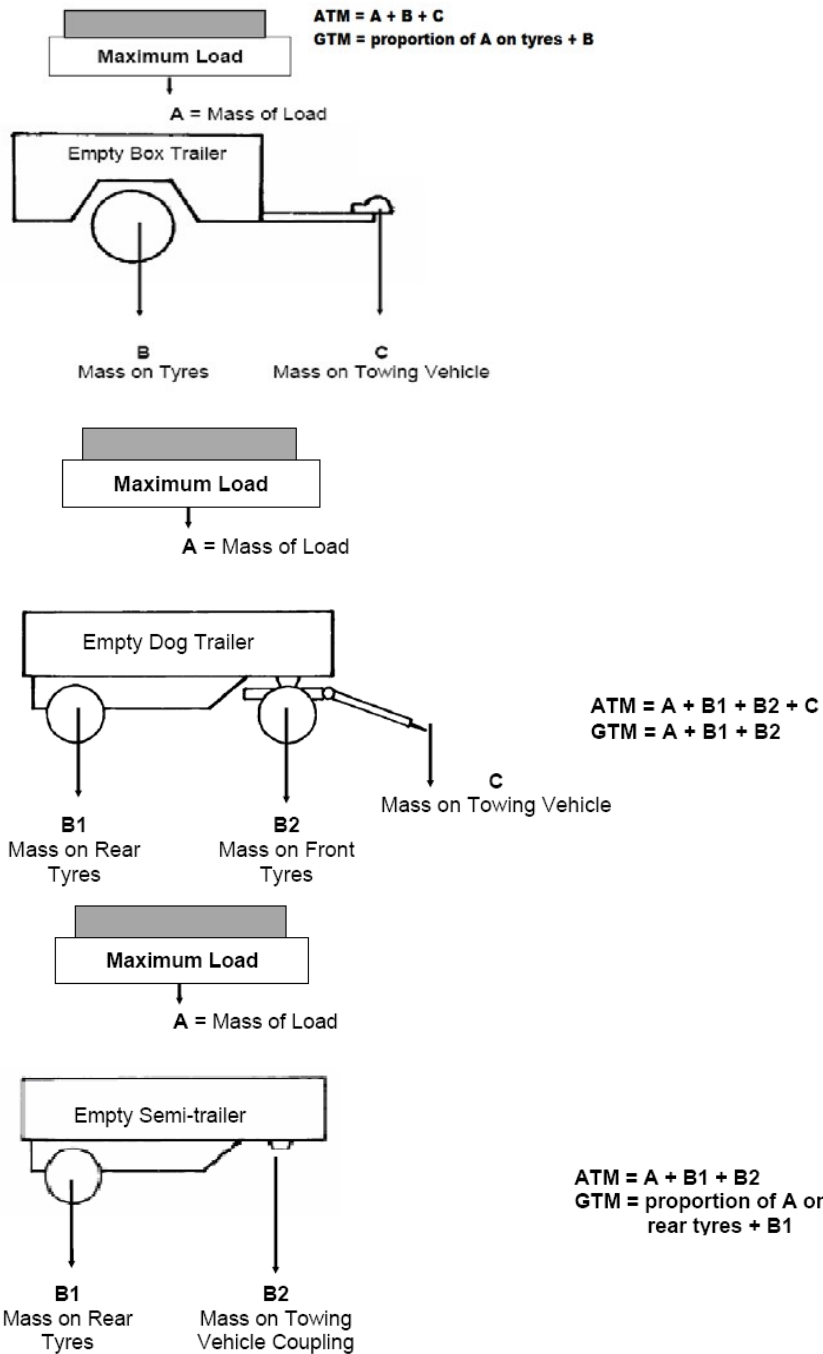 ATM = A + B + C
GTM = proportion of A on tyres + B
Maximum Load
A = Mass of Load
Empty Box Trailer
B
Mass on Tyres
C
Mass on Towing Vehicle
Maximum Load
A = Mass of Load
Empty Dog Trailer
ATM = A + B1 + B2 + C
GTM = A + B1 + B2
C
Mass on Towing Vehicle
B1
Mass on Rear
Tyres
B2
Mass on Front
Tyres
Maximum Load
A = Mass of Load
Empty Semi-trailer
ATM = A + B1 + B2
GTM = proportion of A on
rear tyres + B1
B1
Mass on Rear
Tyres
B2
Mass on Towing
Vehicle Coupling